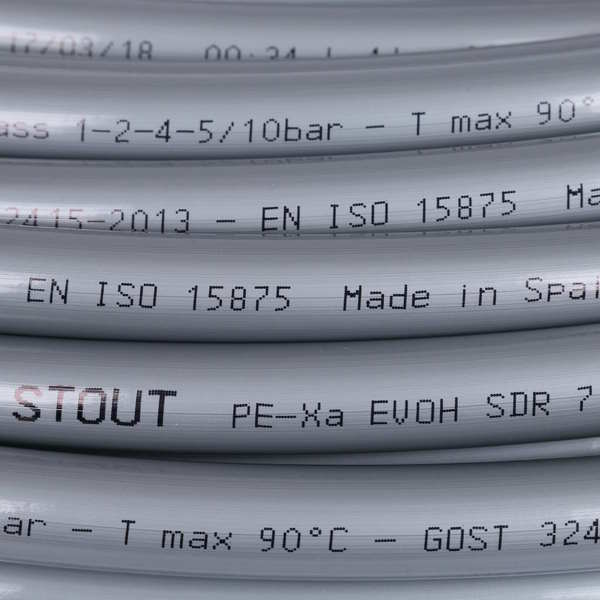 17/03/18 00:34
ass 1-2-4-5/10bar - T max 90°
2415-2013 - EN ISO 15875 Ma
EN ISO 15875 Made in Spai
STOUT PE-Xa EVOH SDR 7
ar - T max 90°C - GOST 324